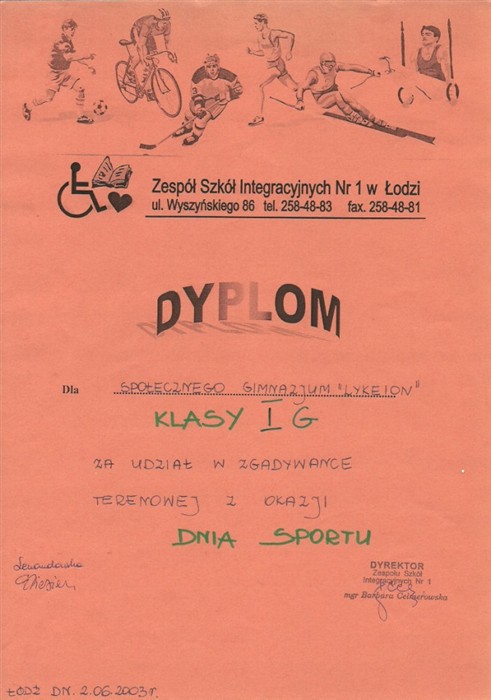 Zespół Szkół Integracyjnych Nr 1 w Łodzi
ul. Wyszyńskiego 86 tel. 258-48-83 fax. 258-48-81
DYPLOM
Dla SPOŁECZNEGO GIMNAZJUM "LYKEION"
KLASY I G
ZA UDZIAŁ W ZGADYWANCE
TERENOWEJ Z OKAZJI
DNIA SPORTU
Lewandowska
DYREKTOR
Zespołu Szkół
Integracyjnych Nr 1
mgr Barbara
ŁÓDŹ DN. 2.06.2003r.